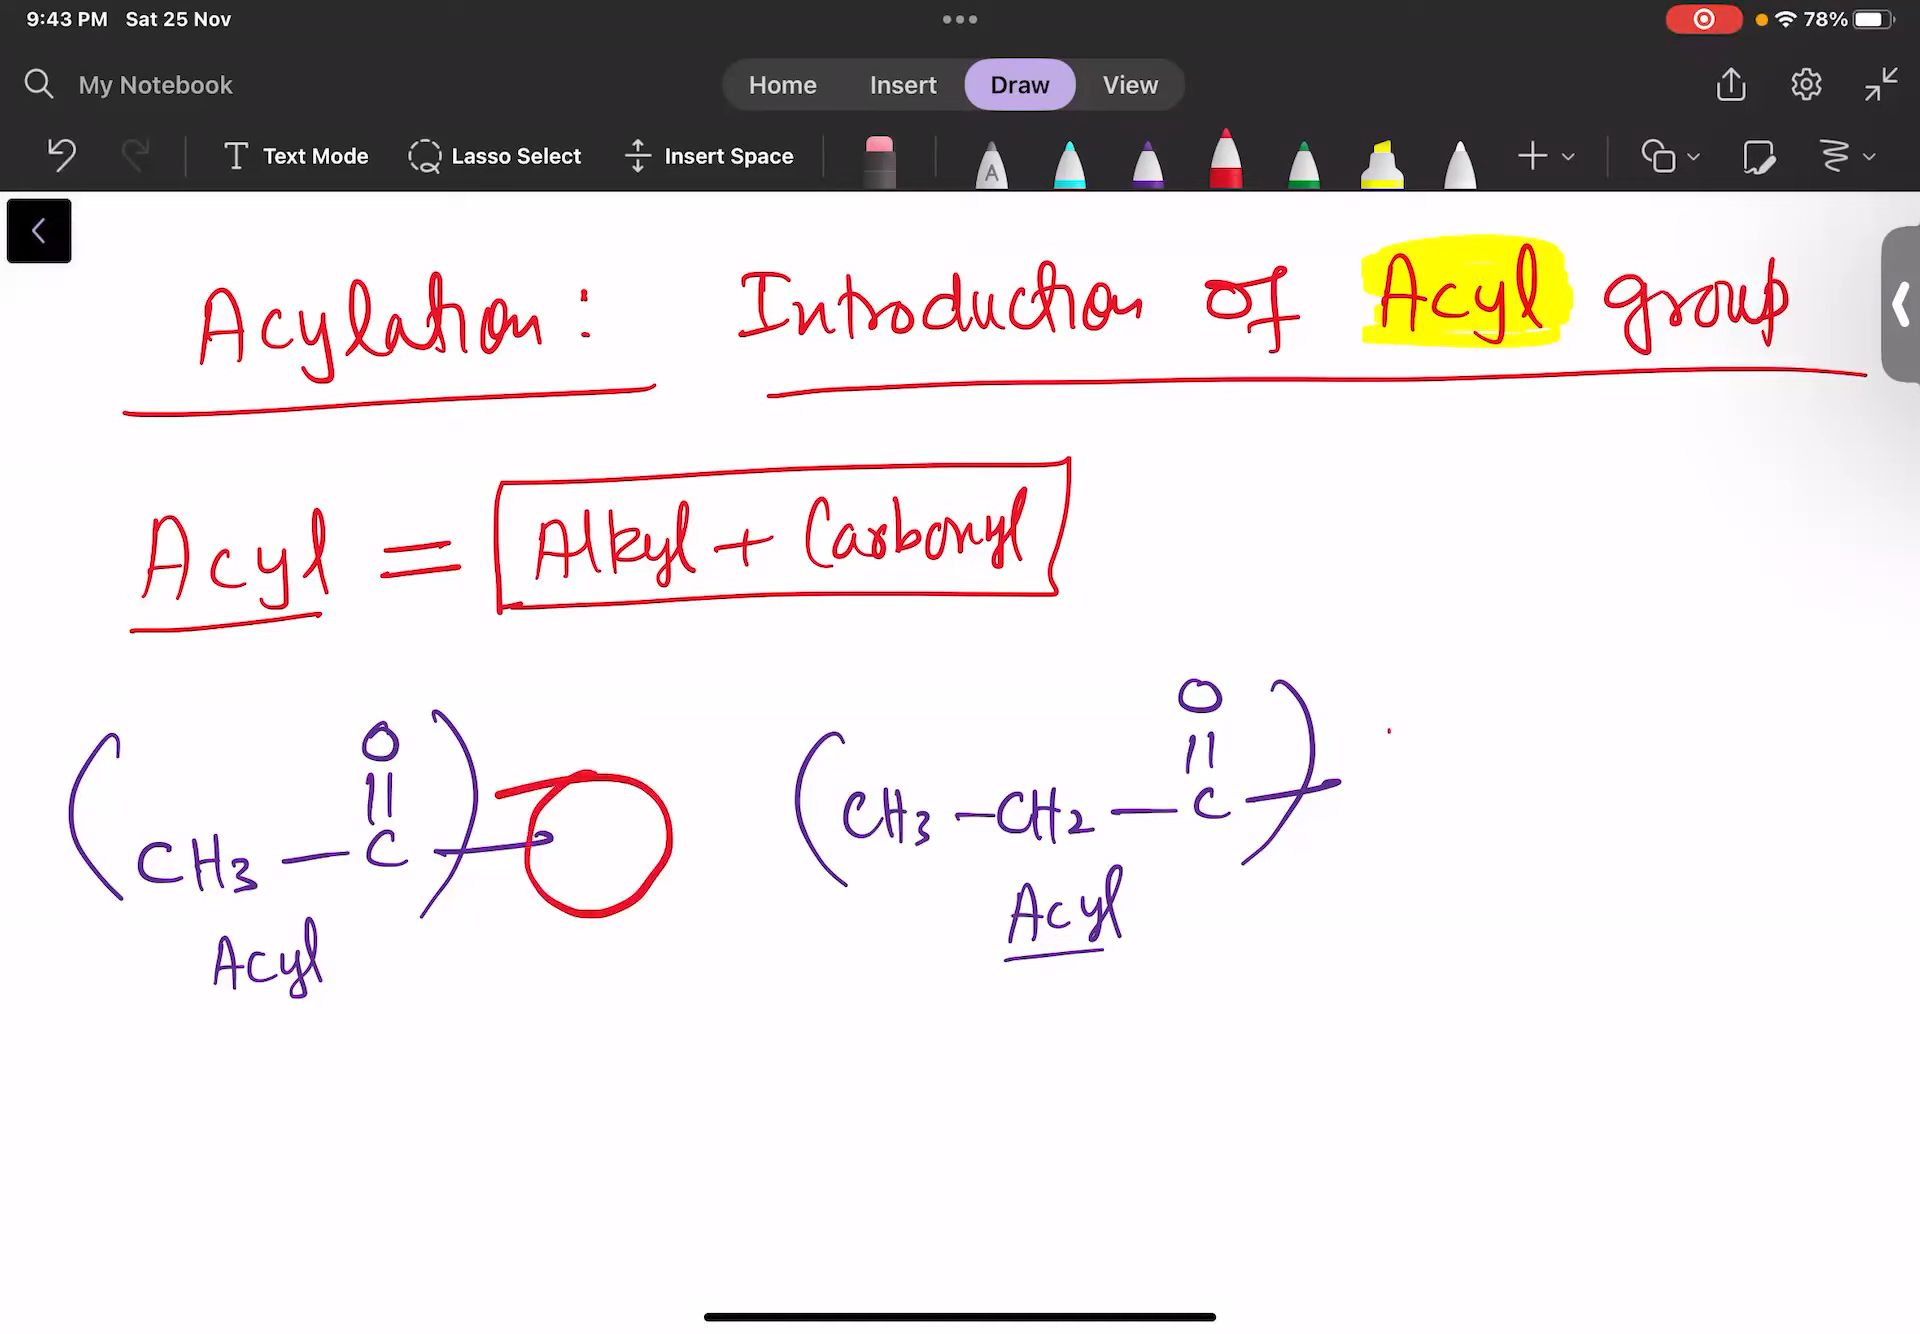 9:43 PM Sat 25 Nov
78%
My Notebook
Home Insert Draw View
Text Mode Lasso Select Insert Space
A
Acylation : Introduction of Acyl group
Acyl = Alkyl + Carbonyl
O
CH3 — C
Acyl
O
CH3 — CH2 — C
Acyl